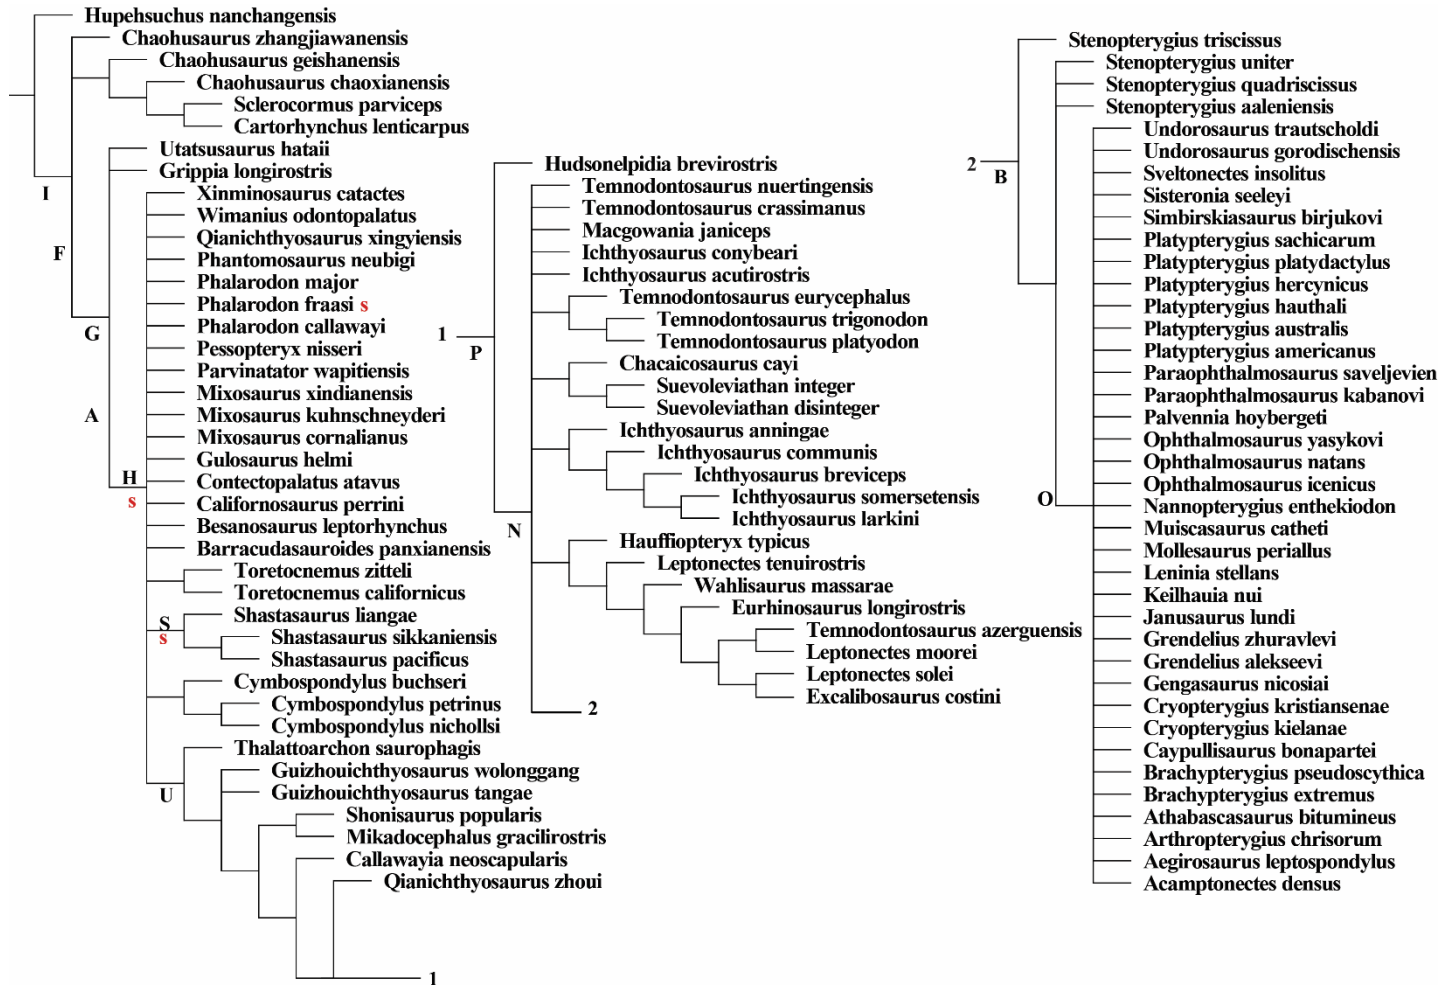 Hupehsuchus nanchangensis
Chaohusaurus zhangjiawanensis
Chaohusaurus geishanensis
Chaohusaurus chaoxianensis
Sclerocormus parviceps
Cartorhynchus lenticarpus
Utatsusaurus hataii
Grippia longirostris
I
Xinminosaurus catactes
Wimanius odontopalatus
Qianichthyosaurus xingyiensis
F
Phantomosaurus neubigi
Phalarodon major
Phalarodon fraasi s
Phalarodon callawayi
G
Pessopteryx nisseri
Parvinatator wapitiensis
Mixosaurus xindianensis
A
Mixosaurus kuhnschneyderi
Mixosaurus cornalianus
Gulosaurus helmi
H
Contectopalatus atavus
s
Californosaurus perrini
Besanosaurus leptorhynchus
Barracudasauroides panxianensis
Toretocnemus zitteli
Toretocnemus californicus
Shastasaurus liangae
S
s
Shastasaurus sikkaniensis
Shastasaurus pacificus
Cymbospondylus buchseri
Cymbospondylus petrinus
Cymbospondylus nichollsi
Thalattoarchon saurophagis
Guizhouichthyosaurus wolonggang
U
Guizhouichthyosaurus tangae
Shonisaurus popularis
Mikadocephalus gracilirostris
Callawayia neoscapularis
Qianichthyosaurus zhoui
1
Hudsonelpidia brevirostris
Temnodontosaurus nuertingensis
Temnodontosaurus crassimanus
Macgowania janiceps
Ichthyosaurus conybeari
Ichthyosaurus acutirostris
Temnodontosaurus eurycephalus
Temnodontosaurus trigonodon
1
P
Temnodontosaurus platyodon
Chacaicosaurus cayi
Suevoleviathan integer
Suevoleviathan disinteger
Ichthyosaurus anningae
Ichthyosaurus communis
Ichthyosaurus breviceps
Ichthyosaurus somersetensis
Ichthyosaurus larkini
N
Hauffiopteryx typicus
Leptonectes tenuirostris
Wahlisaurus massarae
Eurhinosaurus longirostris
Temnodontosaurus azerguensis
Leptonectes moorei
Leptonectes solei
Excalibosaurus costini
2
Stenopterygius triscissus
Stenopterygius uniter
Stenopterygius quadriscissus
Stenopterygius aaleniensis
Undorosaurus trautscholdi
Undorosaurus gorodischensis
2
B
Sveltonectes insolitus
Sisteronia seeleyi
Simbirskiasaurus birjukovi
Platypterygius sachicarum
Platypterygius platydactylus
Platypterygius hercynicus
Platypterygius hauthali
Platypterygius australis
Platypterygius americanus
Paraophthalmosaurus saveljevien
Paraophthalmosaurus kabanovi
Palvennia hoybergeti
Ophthalmosaurus yasykovi
Ophthalmosaurus natans
Ophthalmosaurus icenicus
O
Nannopterygius enthekiodon
Muiscasaurus catheti
Mollesaurus periallus
Leninia stellans
Keilhauia nui
Janusaurus lundi
Grendelius zhuravlevi
Grendelius alekseevi
Gengasaurus nicosiai
Cryopterygius kristiansenae
Cryopterygius kielanae
Caypullisaurus bonapartei
Brachypterygius pseudoscythica
Brachypterygius extremus
Athabascasaurus bitumineus
Arthropterygius chrisorum
Aegirosaurus leptospondylus
Acamptonectes densus